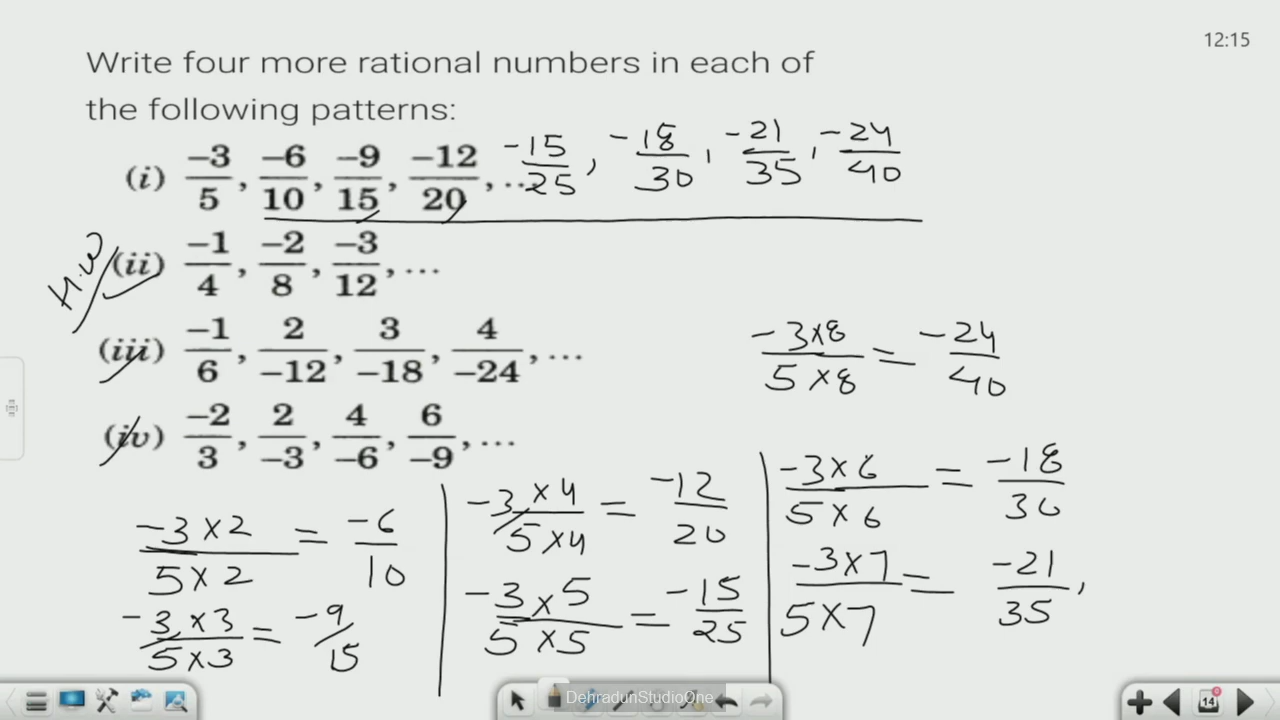 12:15
Write four more rational numbers in each of
the following patterns:
(i) -3/5, -6/10, -9/15, -12/20, ... -15/25, -18/30, -21/35, -24/40
H.W (ii) -1/4, -2/8, -3/12, ...
(iii) -1/6, 2/-12, 3/-18, 4/-24, ...
(iv) -2/3, 2/-3, 4/-6, 6/-9, ...
-3×8/5×8 = -24/40
-3×2/5×2 = -6/10
-3×3/5×3 = -9/15
-3×4/5×4 = -12/20
-3×5/5×5 = -15/25
-3×6/5×6 = -18/30
-3×7/5×7 = -21/35,
DehradunStudioOne
14